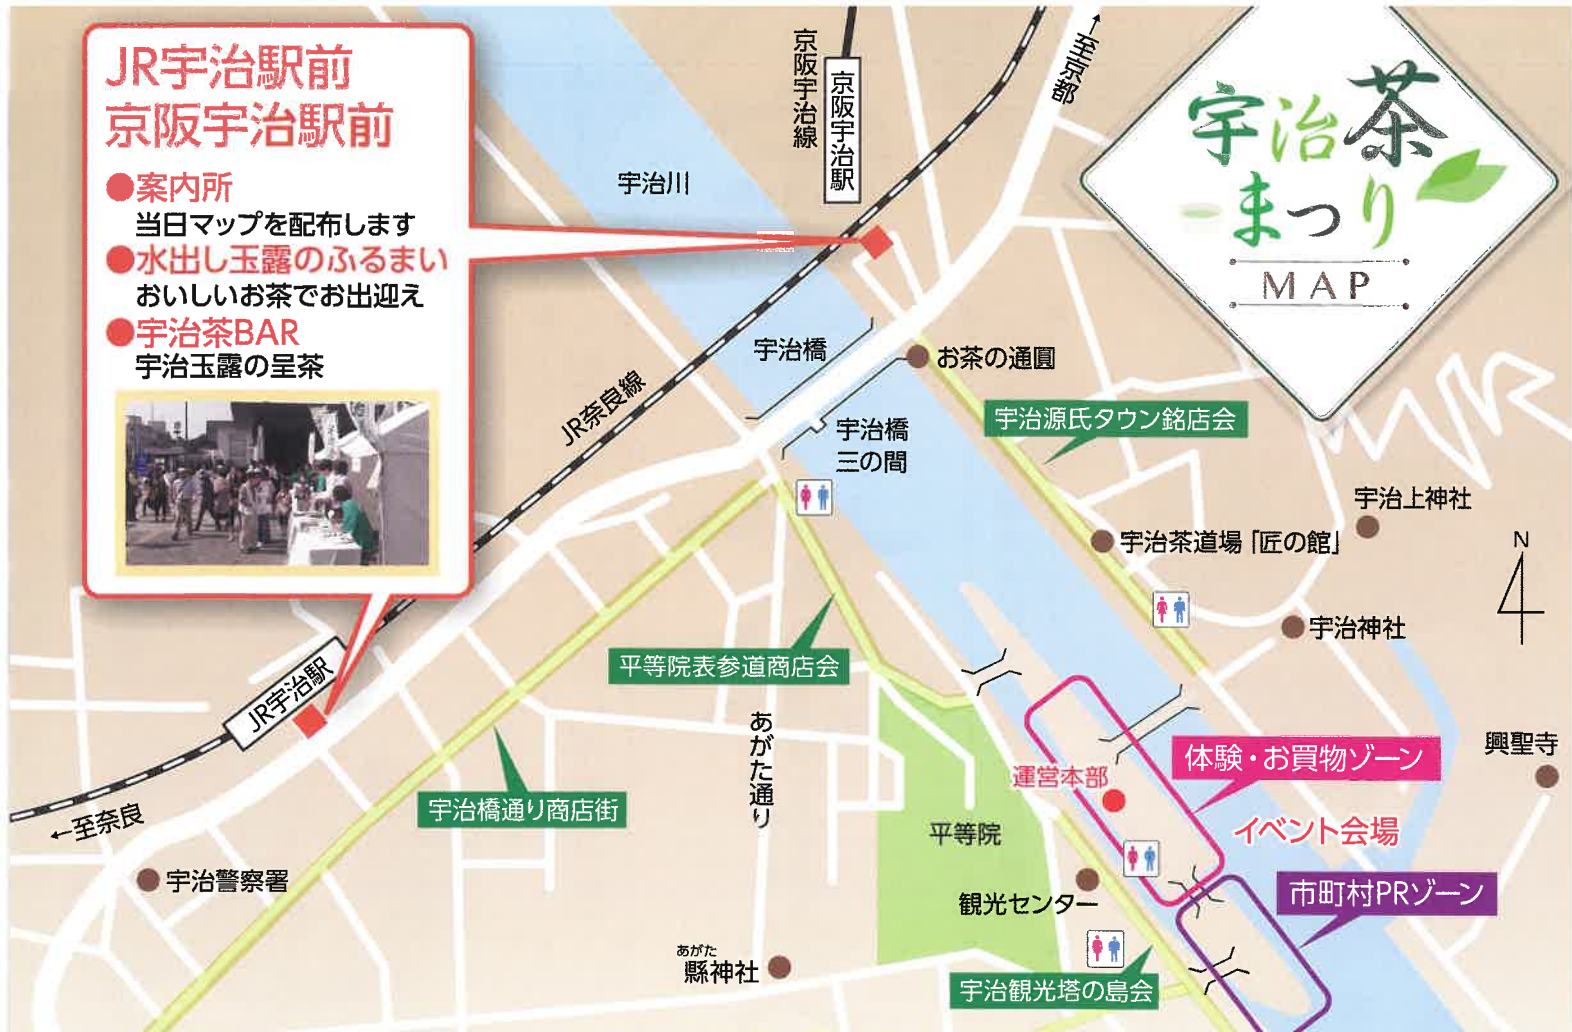 JR宇治駅前
京阪宇治駅前
●案内所
当日マップを配布します
●水出し玉露のふるまい
おいしいお茶でお出迎え
●宇治茶BAR
宇治玉露の呈茶
京阪宇治線
京阪宇治駅
↑至京都
宇治茶
まつり
MAP
宇治川
宇治橋
お茶の通圓
JR奈良線
宇治橋
三の間
宇治源氏タウン銘店会
宇治上神社
宇治茶道場「匠の館」
N
宇治神社
平等院表参道商店会
JR宇治駅
あがた通り
興聖寺
体験・お買物ゾーン
運営本部
宇治橋通り商店街
←至奈良
平等院
イベント会場
宇治警察署
市町村PRゾーン
観光センター
あがた
縣神社
宇治観光塔の島会